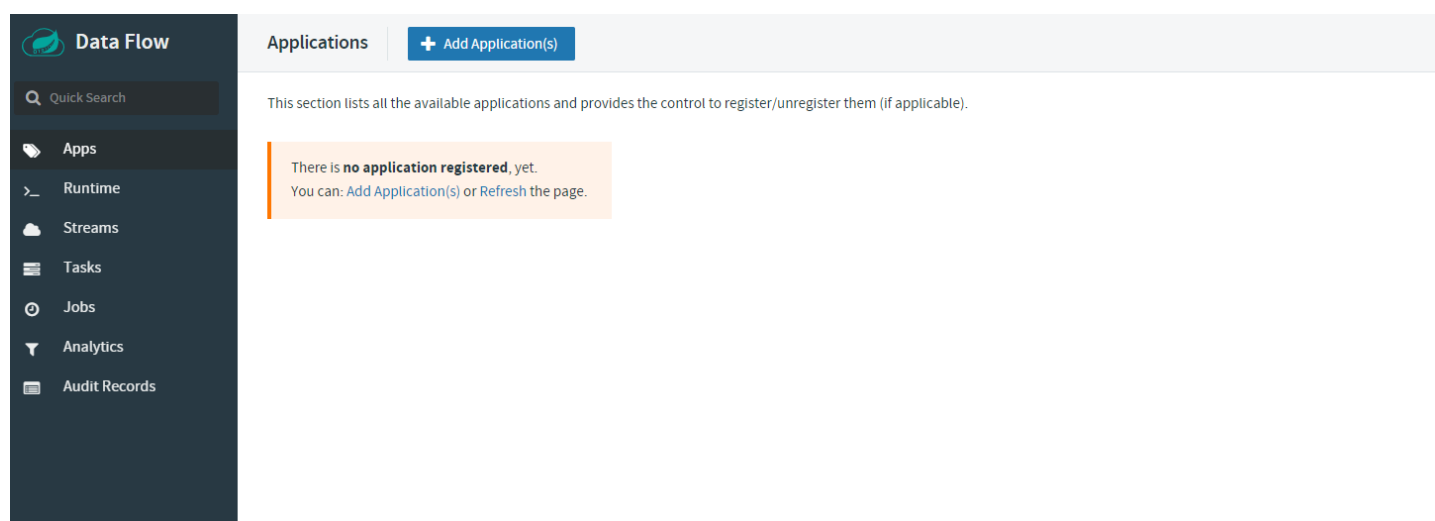 Data Flow
Quick Search
Apps
Runtime
Streams
Tasks
Jobs
Analytics
Audit Records
Applications
Add Application(s)
This section lists all the available applications and provides the control to register/unregister them (if applicable).
There is no application registered, yet.
You can: Add Application(s) or Refresh the page.